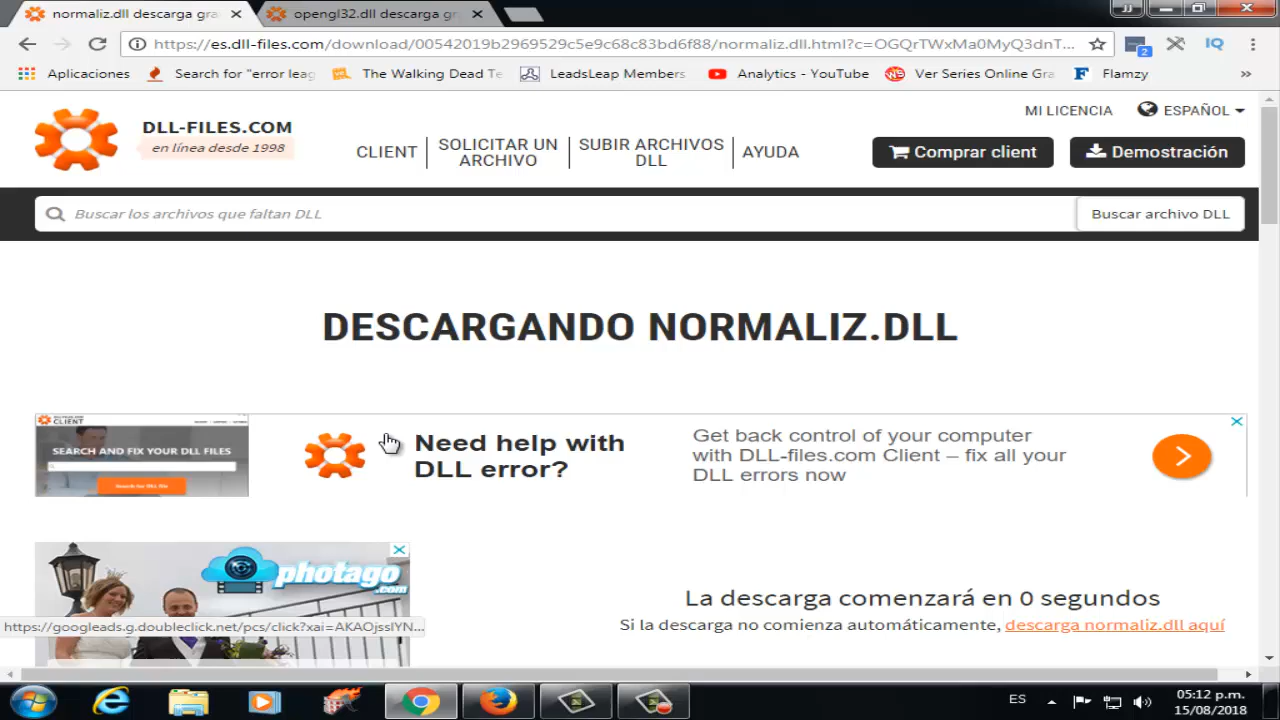 normaliz.dll descarga gra
opengl32.dll descarga gr
JJ
https://es.dll-files.com/download/00542019b2969529c5e9c68c83bd6f88/normaliz.dll.html?c=OGQrTWxMa0MyQ3dnT...
2
IQ
Aplicaciones
Search for "error leag
The Walking Dead Te
LeadsLeap Members
Analytics - YouTube
Ver Series Online Gra
Flamzy
»
DLL-FILES.COM
en línea desde 1998
MI LICENCIA
ESPAÑOL
CLIENT
SOLICITAR UN
ARCHIVO
SUBIR ARCHIVOS
DLL
AYUDA
Comprar client
Demostración
Buscar los archivos que faltan DLL
Buscar archivo DLL
DESCARGANDO NORMALIZ.DLL
CLIENT
SEARCH AND FIX YOUR DLL FILES
Need help with
DLL error?
Get back control of your computer
with DLL-files.com Client – fix all your
DLL errors now
photago
.com
La descarga comenzará en 0 segundos
Si la descarga no comienza automáticamente, descarga normaliz.dll aquí
https://googleads.g.doubleclick.net/pcs/click?xai=AKAOjsslYN...
ES
05:12 p.m.
15/08/2018